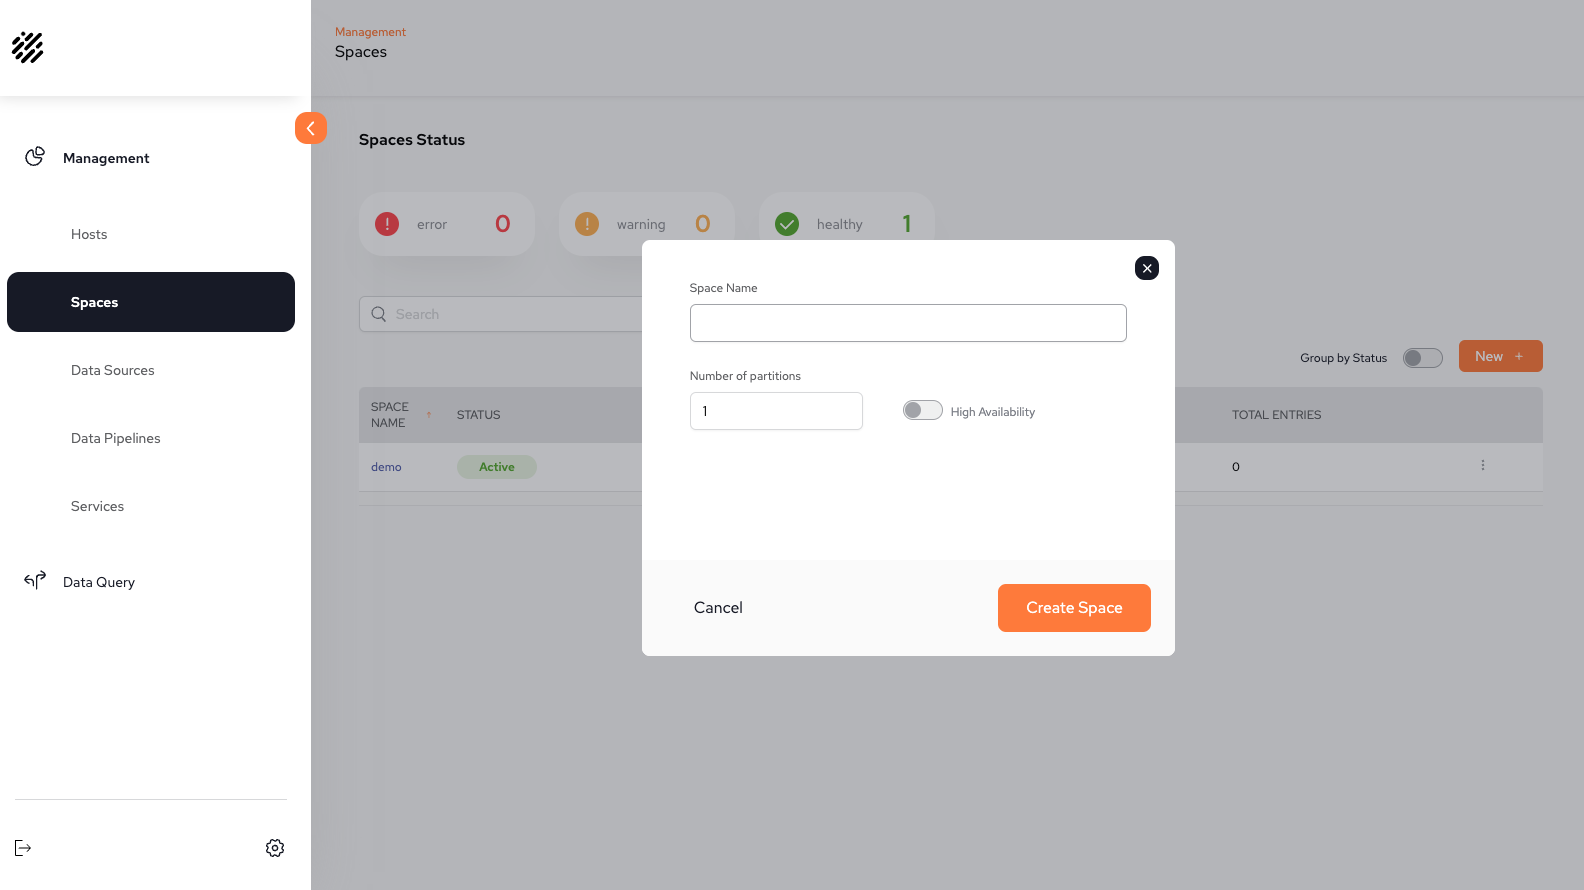 Management
Spaces
Management
Hosts
Spaces
Data Sources
Data Pipelines
Services
Data Query
Spaces Status
error 0
warning 0
healthy 1
Search
Group by Status
New +
SPACE NAME
STATUS
TOTAL ENTRIES
demo
Active
0
Space Name
Number of partitions
1
High Availability
Cancel
Create Space